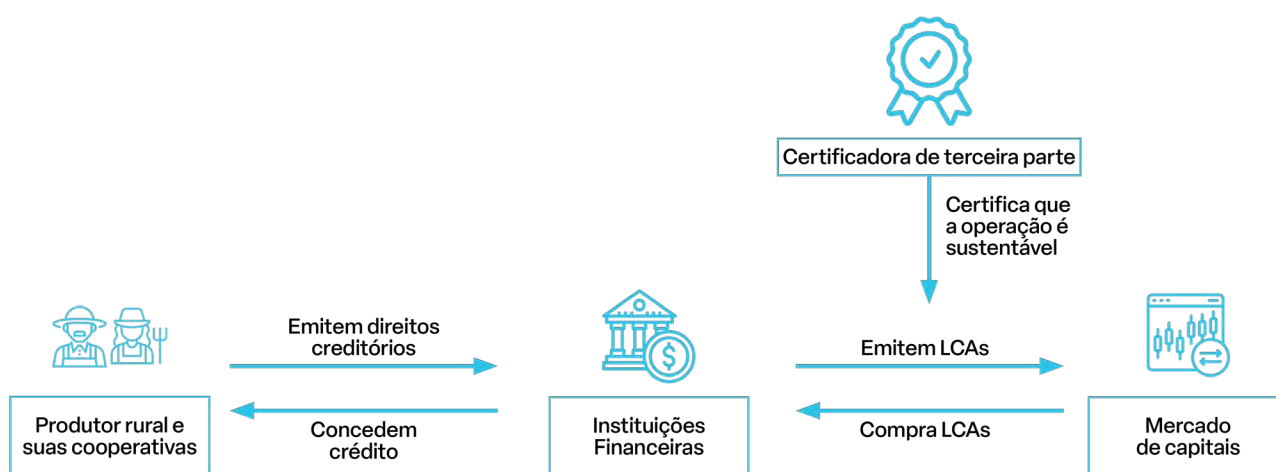 Certificadora de terceira parte
Certifica que
a operação é
sustentável
Emitem direitos
creditórios
Emitem LCAs
Produtor rural e
suas cooperativas
Concedem
crédito
Instituições
Financeiras
Compra LCAs
Mercado
de capitais